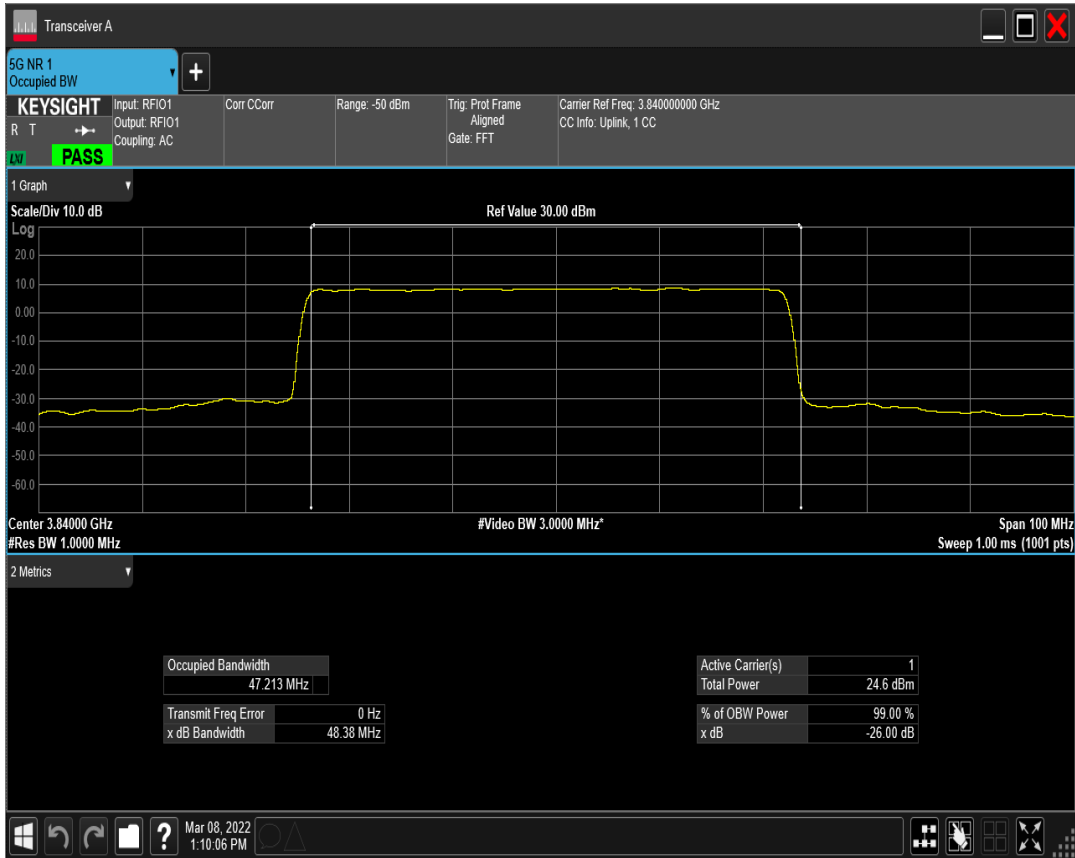 Transceiver A
5G NR 1
Occupied BW
+
KEYSIGHT
R T
LXI
PASS
Input: RFIO1
Output: RFIO1
Coupling: AC
Corr CCorr
Range: -50 dBm
Trig: Prot Frame
Aligned
Gate: FFT
Carrier Ref Freq: 3.840000000 GHz
CC Info: Uplink, 1 CC
1 Graph
Scale/Div 10.0 dB
Ref Value 30.00 dBm
Log
20.0
10.0
0.00
-10.0
-20.0
-30.0
-40.0
-50.0
-60.0
Center 3.84000 GHz
#Video BW 3.0000 MHz*
Span 100 MHz
#Res BW 1.0000 MHz
Sweep 1.00 ms (1001 pts)
2 Metrics
Occupied Bandwidth
47.213 MHz
Transmit Freq Error 0 Hz
x dB Bandwidth 48.38 MHz
Active Carrier(s) 1
Total Power 24.6 dBm
% of OBW Power 99.00 %
x dB -26.00 dB
?
Mar 08, 2022
1:10:06 PM